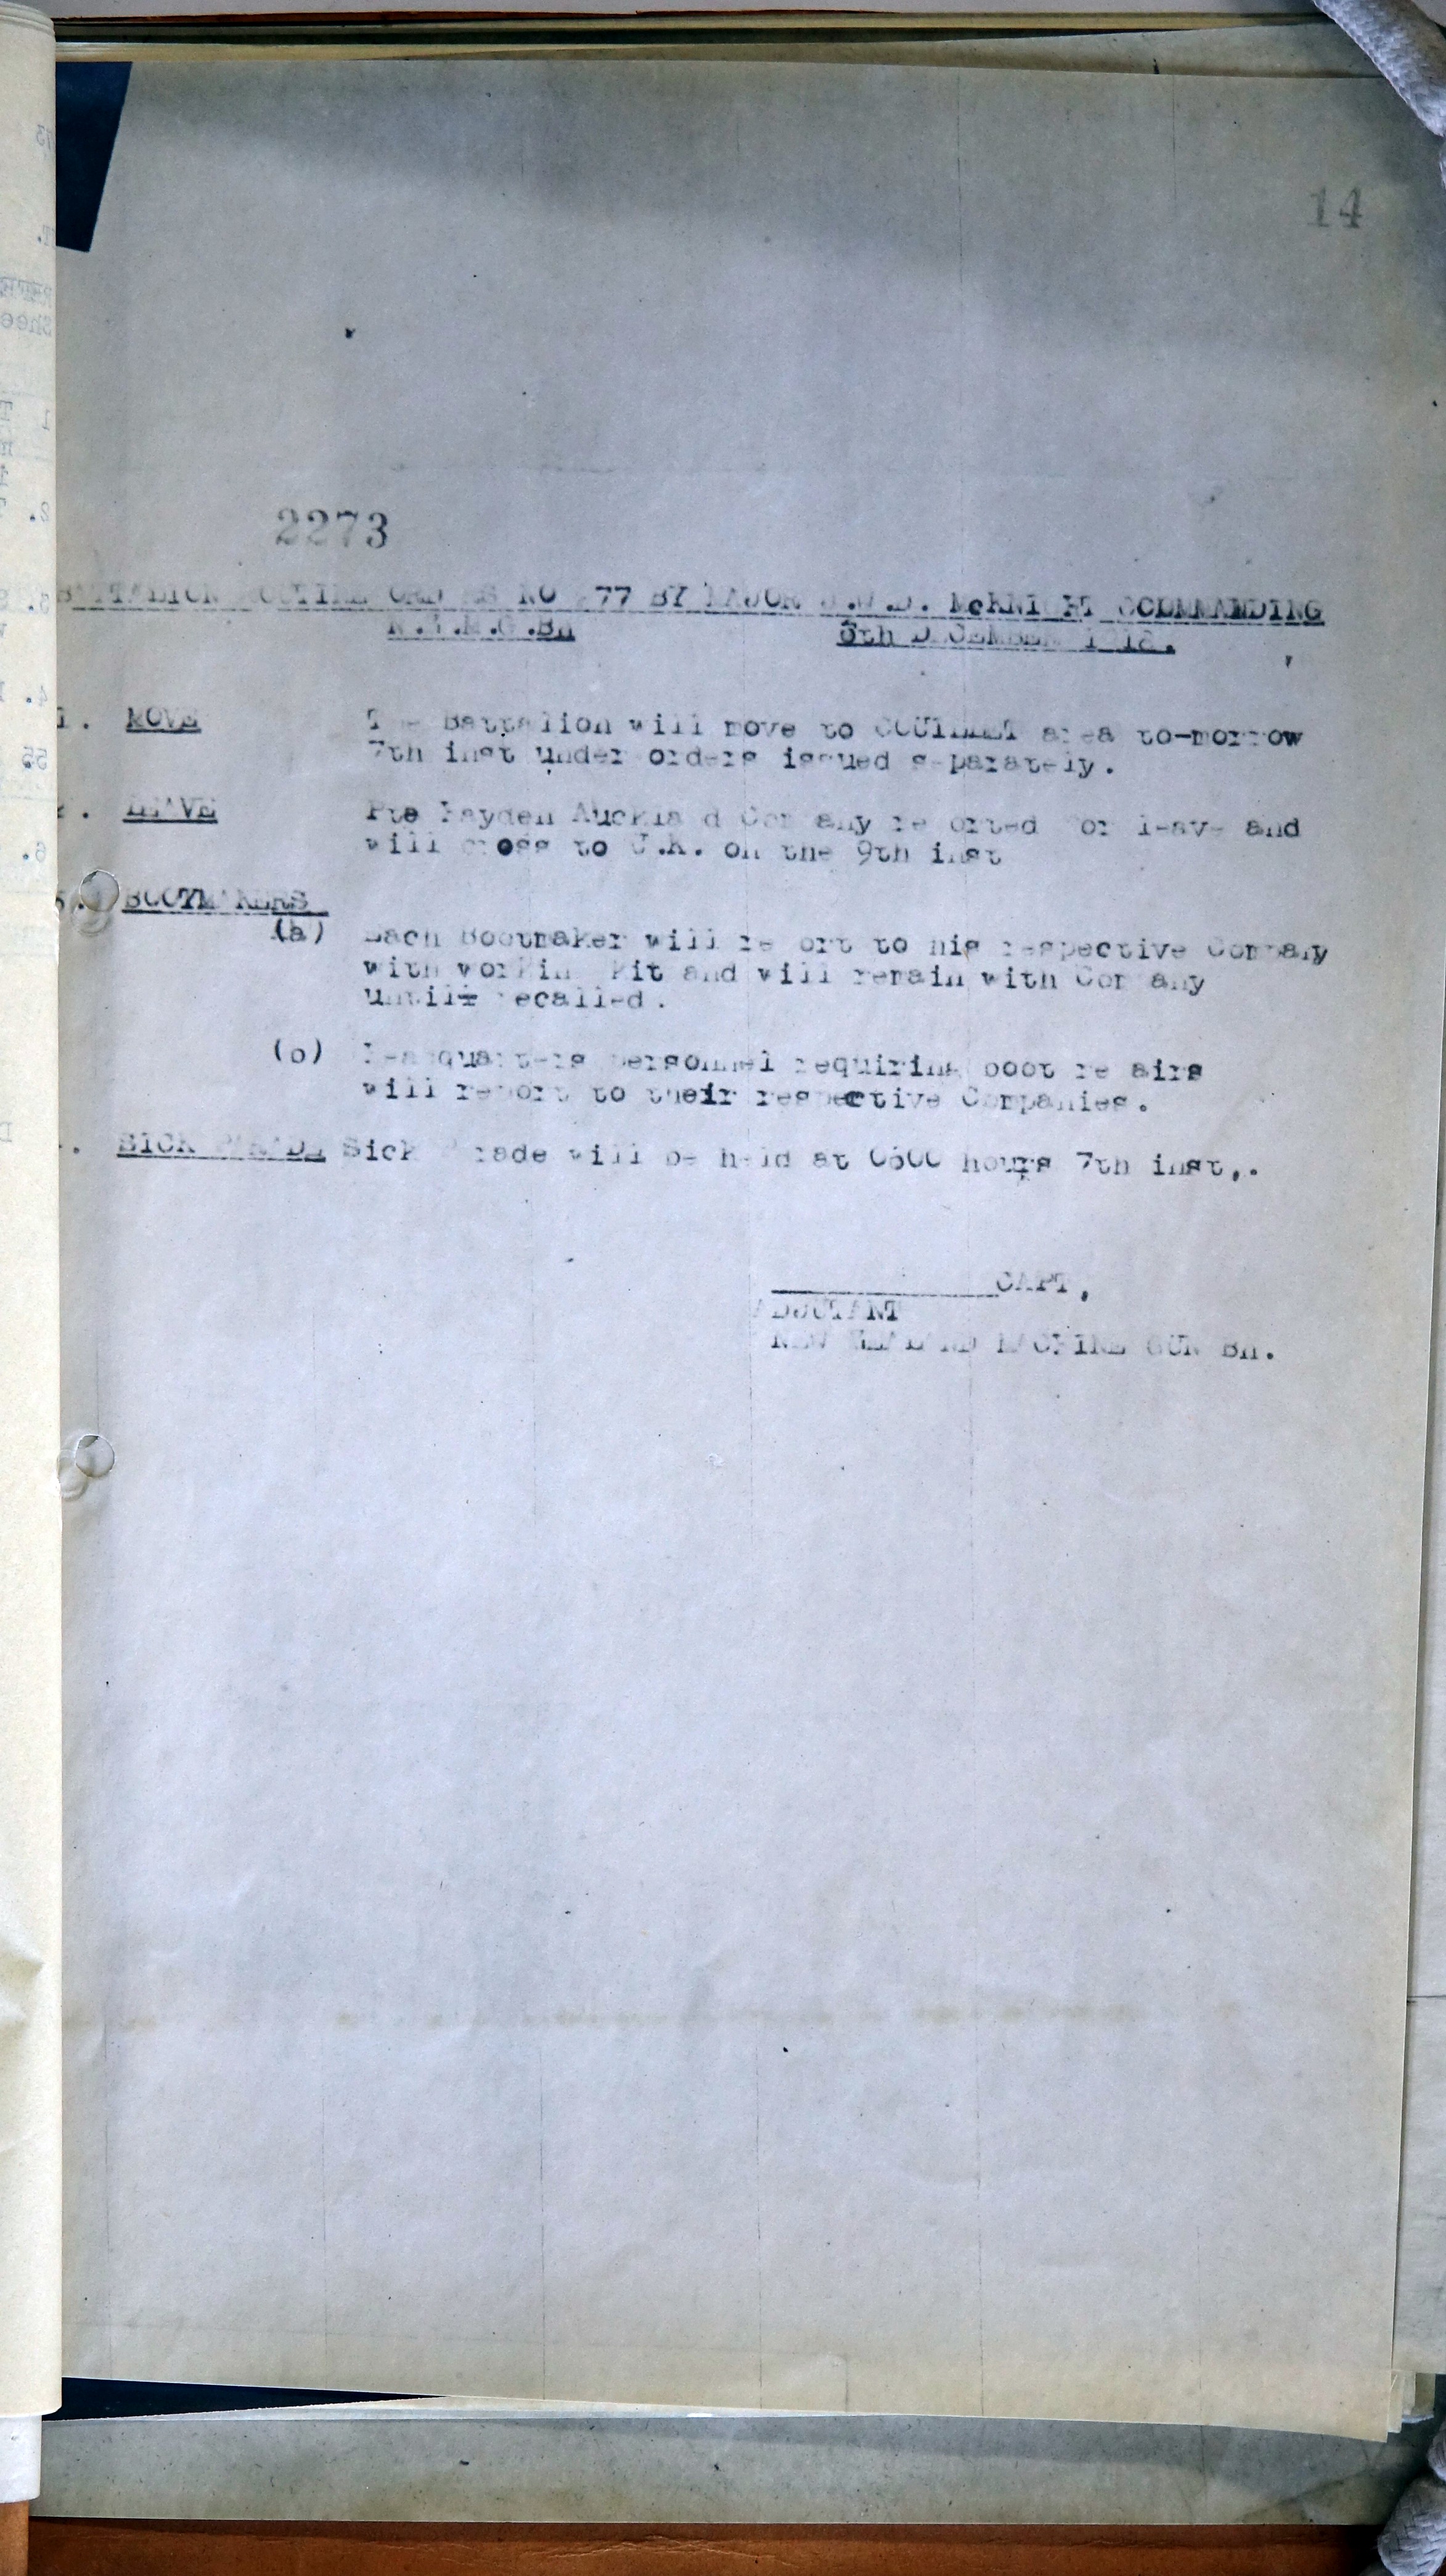 14
2273
BATTALION ROUTINE ORDERS NO 277 BY MAJOR J.W.D. McKNIGHT COMMANDING
N.Z.M.G.Bn 6th DECEMBER 1918.
1. MOVE The Battalion will move to area to-morrow
7th inst under orders issued separately.
2. LEAVE Pte Hayden Auckland Company reported for leave and
will cross to U.K. on the 9th inst
3. BOOTMAKERS
(a) Each Bootmaker will report to his respective Company
with working kit and will remain with Company
until recalled.
(b) Headquarters personnel requiring boot repairs
will report to their respective Companies.
4. SICK PARADE Sick Parade will be held at hours 7th inst,.
CAPT,
ADJUTANT
NEW ZEALAND MACHINE GUN Bn.